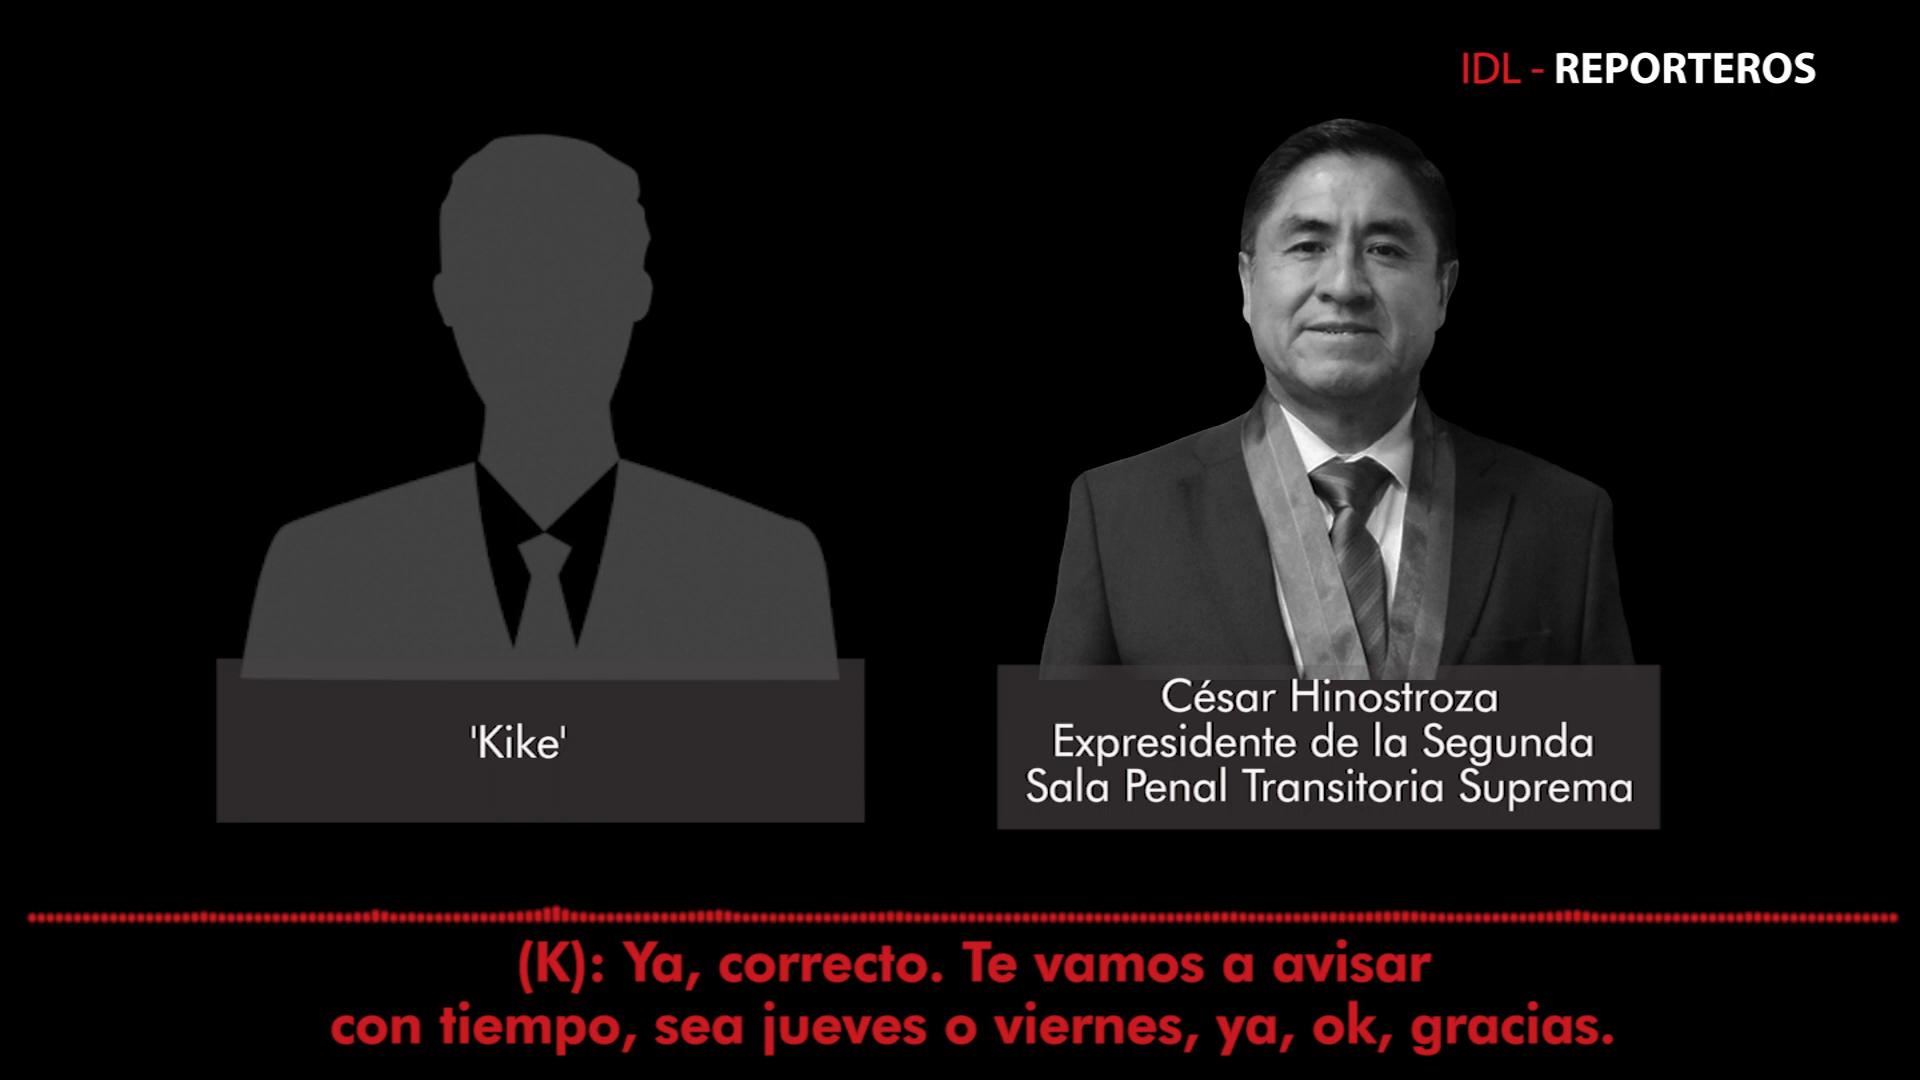 IDL - REPORTEROS
'Kike'
César Hinostroza
Expresidente de la Segunda
Sala Penal Transitoria Suprema
(K): Ya, correcto. Te vamos a avisar
con tiempo, sea jueves o viernes, ya, ok, gracias.